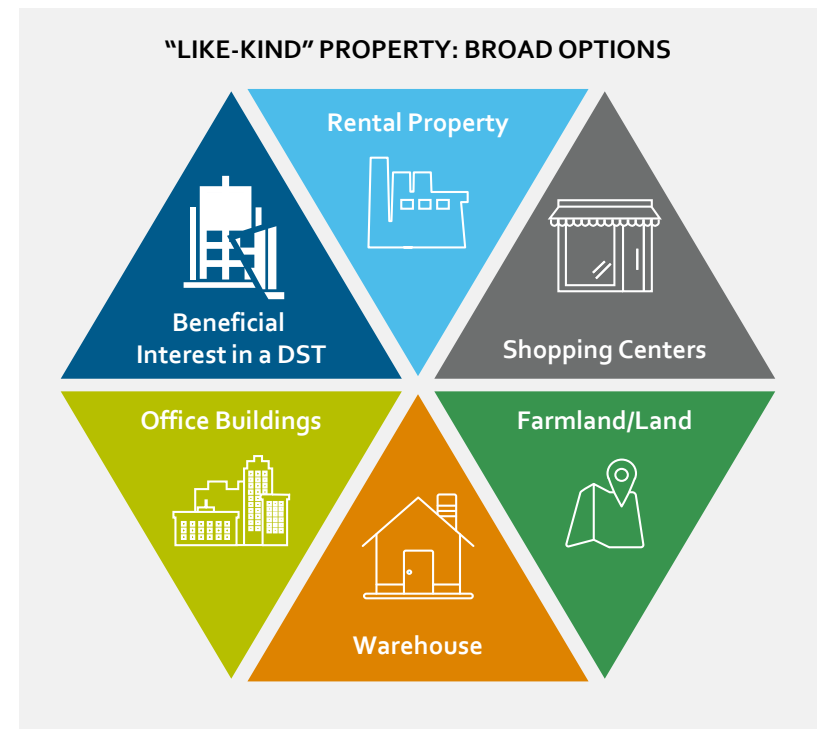 “LIKE-KIND” PROPERTY: BROAD OPTIONS
Rental Property
Beneficial
Interest in a DST
Shopping Centers
Office Buildings
Farmland/Land
Warehouse